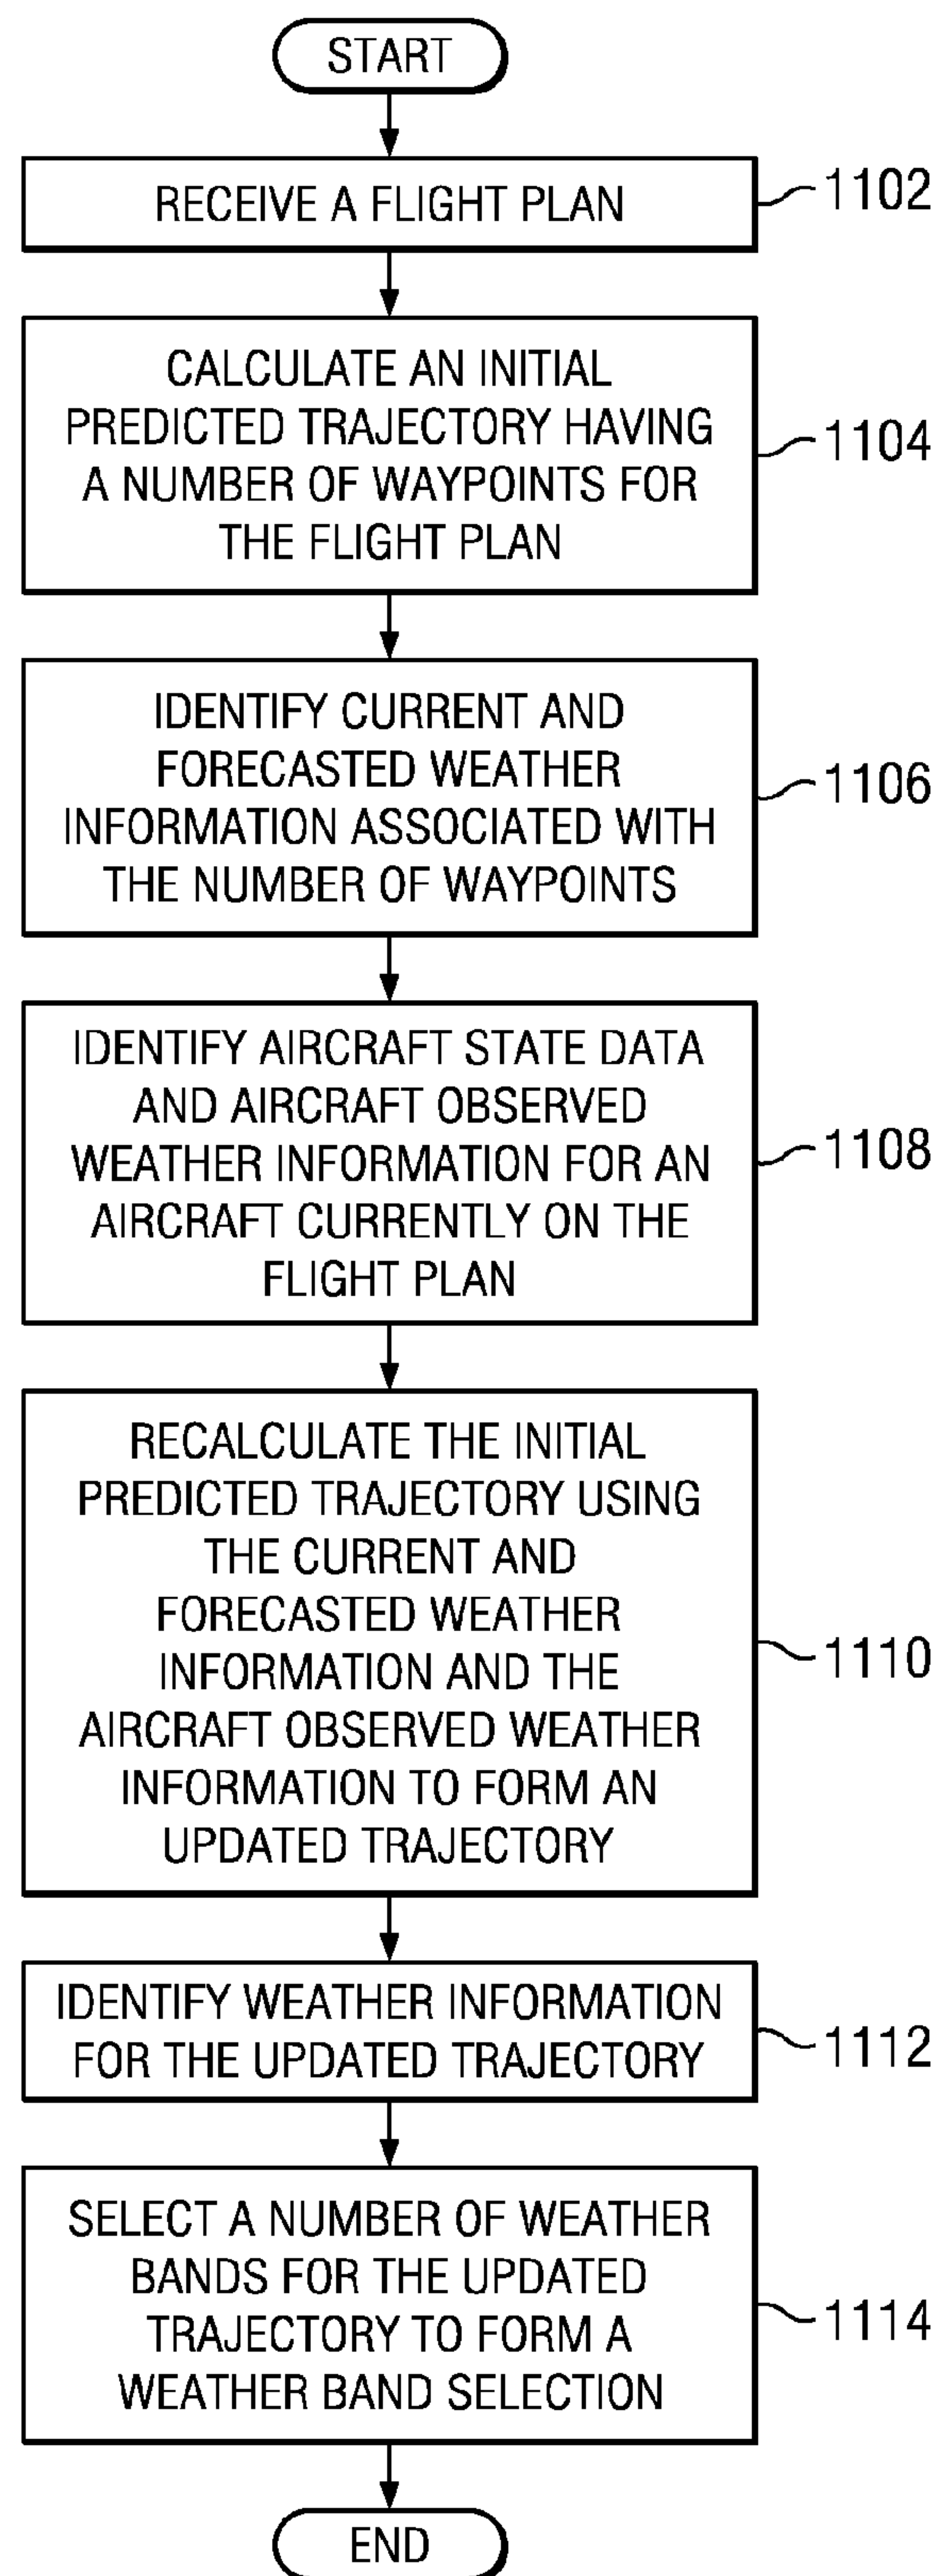 START
RECEIVE A FLIGHT PLAN
1102
CALCULATE AN INITIAL
PREDICTED TRAJECTORY HAVING
A NUMBER OF WAYPOINTS FOR
THE FLIGHT PLAN
1104
IDENTIFY CURRENT AND
FORECASTED WEATHER
INFORMATION ASSOCIATED WITH
THE NUMBER OF WAYPOINTS
1106
IDENTIFY AIRCRAFT STATE DATA
AND AIRCRAFT OBSERVED
WEATHER INFORMATION FOR AN
AIRCRAFT CURRENTLY ON THE
FLIGHT PLAN
1108
RECALCULATE THE INITIAL
PREDICTED TRAJECTORY USING
THE CURRENT AND
FORECASTED WEATHER
INFORMATION AND THE
AIRCRAFT OBSERVED WEATHER
INFORMATION TO FORM AN
UPDATED TRAJECTORY
1110
IDENTIFY WEATHER INFORMATION
FOR THE UPDATED TRAJECTORY
1112
SELECT A NUMBER OF WEATHER
BANDS FOR THE UPDATED
TRAJECTORY TO FORM A
WEATHER BAND SELECTION
1114
END